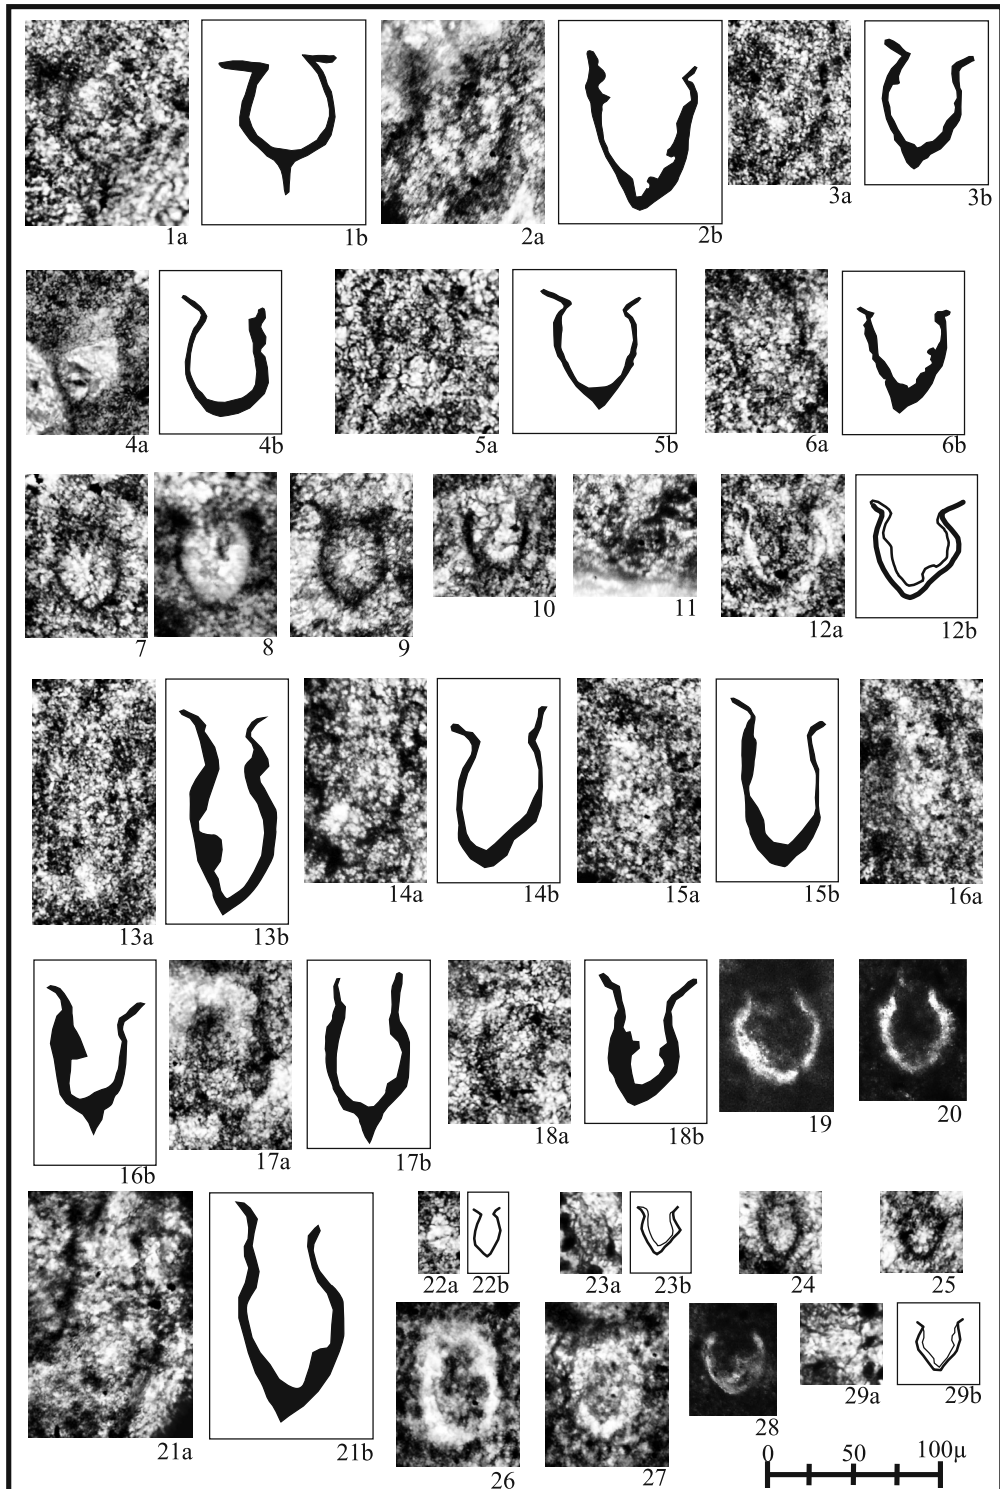 1a 1b 2a 2b 3a 3b
4a 4b 5a 5b 6a 6b
7 8 9 10 11 12a 12b
13a 13b 14a 14b 15a 15b 16a
16b 17a 17b 18a 18b 19 20
21a 21b 22a 22b 23a 23b 24 25
26 27 28 29a 29b
0 50 100μ